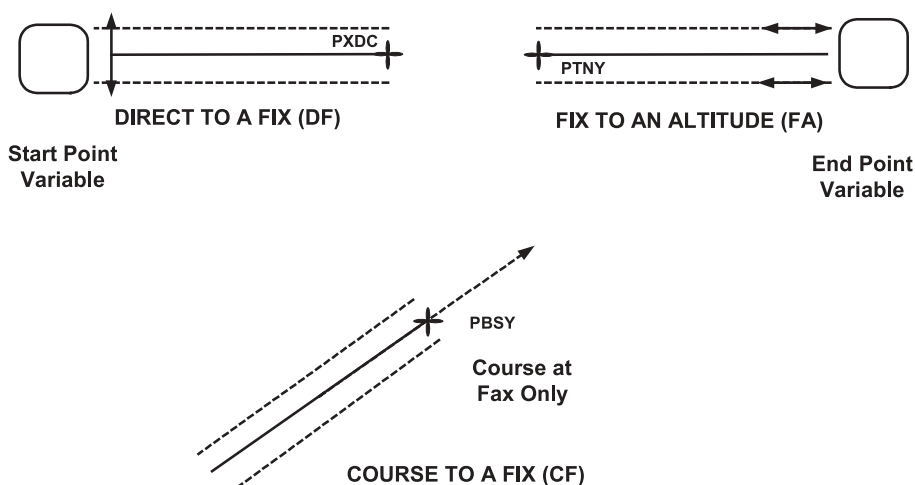 PXDC
PTNY
DIRECT TO A FIX (DF)
FIX TO AN ALTITUDE (FA)
Start Point
Variable
End Point
Variable
PBSY
Course at
Fax Only
COURSE TO A FIX (CF)